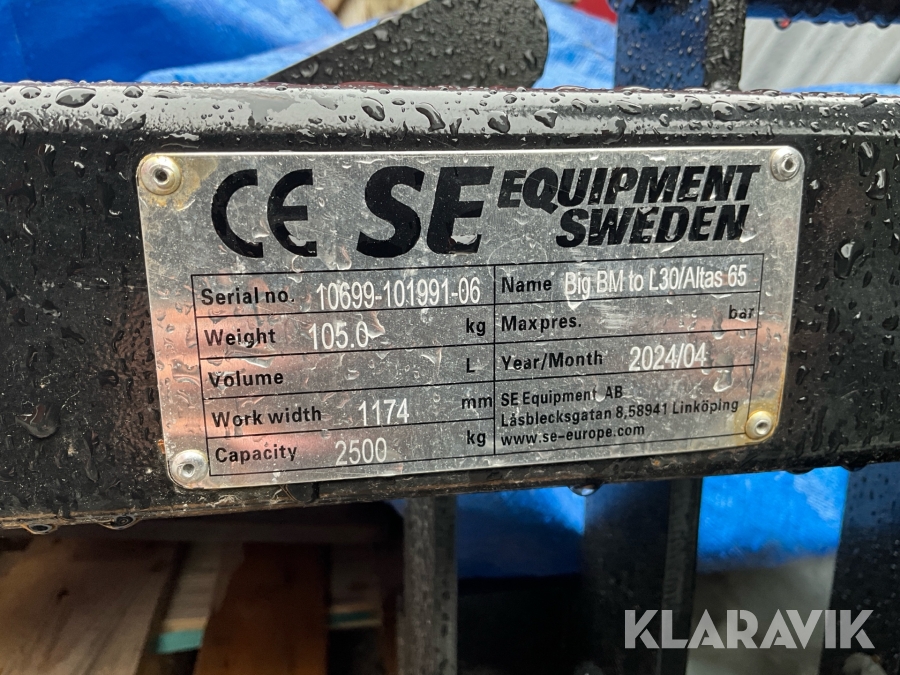 CE SE EQUIPMENT
SWEDEN
Serial no. 10699-101991-06
Name Big BM to L30/Altas 65
Weight 105.0 kg
Maxpres. bar
Volume L
Year/Month 2024/04
Work width 1174 mm
SE Equipment AB
Låsblecksgatan 8,58941 Linköping
www.se-europe.com
Capacity 2500 kg
KLARAVIK